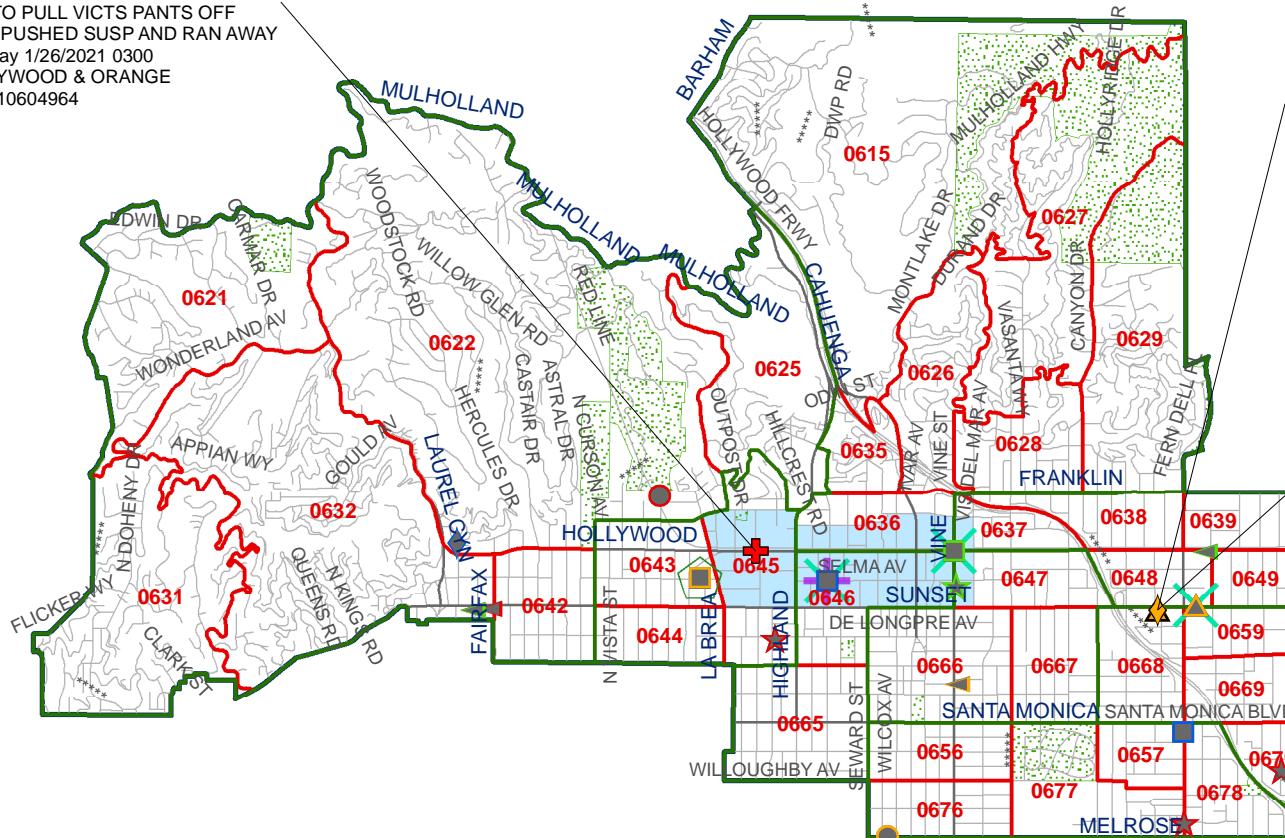 TO PULL VICTS PANTS OFF
PUSHED SUSP AND RAN AWAY
ay 1/26/2021 0300
YWOOD & ORANGE
10604964
MULHOLLAND
BARHAM
MULHOLLAND HWY
HOLLYRIDGE DR
DWP RD
*****
*****
*****
0615
HOLLYWOOD FRWY
MULHOLLAND
MULHOLLAND
WOODSTOCK RD
EDWIN DR
OARMAR DR
0621
WONDERLAND AV
WILLOW GLEN RD
RED LINE
CAHUENGA
MONTLAKE DR
DURAND DR
0627
CANYON DR
VASANTA WY
0629
0622
*****
CASTAIR DR
ASTRAL DR
HERCULES DR
N CURSON AV
*****
0625
ODIN ST
0626
OUTPOST DR
HILLCREST RD
0635
IVAR AV
VINE ST
VISTA DEL MAR AV
0628
FERN DELL
FRANKLIN
APPIAN WY
GOULD
LAUREL CYN
N DOHENY DR
*****
0632
QUEENS RD
N KINGS RD
FLICKER WY
0631
CLARK ST
*****
HOLLYWOOD
0636
VINE
0637
0638
0639
*****
0643
0645
SELMA AV
0646
SUNSET
0647
0648
0649
FAIRFAX
0642
N VISTA ST
0644
LA BREA
HIGHLAND
DE LONGPRE AV
*****
0659
0666
0667
0668
0669
0665
SEWARD ST
WILCOX AV
SANTA MONICA
SANTA MONICA BLV
0656
*****
0657
067
WILLOUGHBY AV
0676
0677
0678
MELROSE